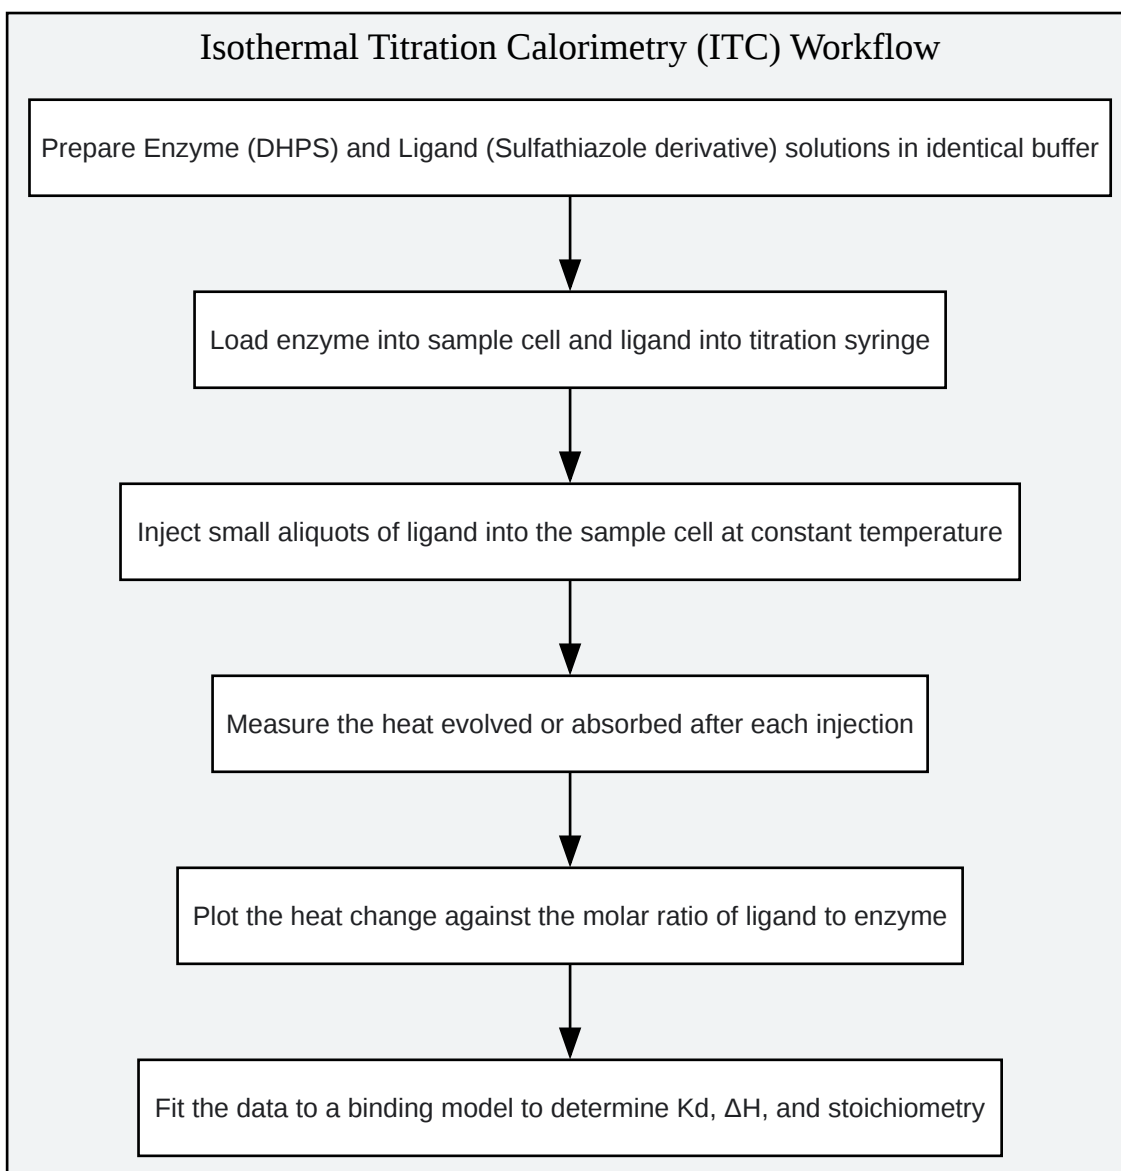 Isothermal Titration Calorimetry (ITC) Workflow
Prepare Enzyme (DHPS) and Ligand (Sulfathiazole derivative) solutions in identical buffer
Load enzyme into sample cell and ligand into titration syringe
Inject small aliquots of ligand into the sample cell at constant temperature
Measure the heat evolved or absorbed after each injection
Plot the heat change against the molar ratio of ligand to enzyme
Fit the data to a binding model to determine Kd, ΔH, and stoichiometry